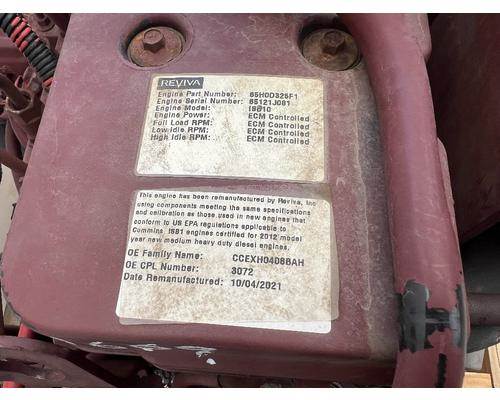 REVIVA
Engine Part Number: 85H0D326F1
Engine Serial Number: 85121J081
Engine Model: ISB10
Engine Power: ECM Controlled
Full Load RPM: ECM Controlled
Low Idle RPM: ECM Controlled
High Idle RPM: ECM Controlled
This engine has been remanufactured by Reviva, Inc
using components meeting the same specifications
and calibration as those used in new engines that
conform to US EPA regulations applicable to
Cummins, ISB1 engines certified for 2012 model
year new medium heavy duty diesel engines.
OE Family Name: CCEXH0408BAH
OE CPL Number: 3072
Date Remanufactured: 10/04/2021